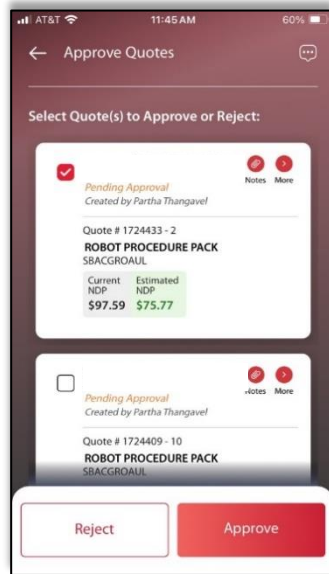 AT&T
11:45 AM
60%
Approve Quotes
Select Quote(s) to Approve or Reject:
Notes More
Pending Approval
Created by Partha Thangavel
Quote # 1724433 - 2
ROBOT PROCEDURE PACK
SBACGROAUL
Current Estimated
NDP NDP
$97.59 $75.77
Notes More
Pending Approval
Created by Partha Thangavel
Quote # 1724409 - 10
ROBOT PROCEDURE PACK
SBACGROAUL
Reject
Approve